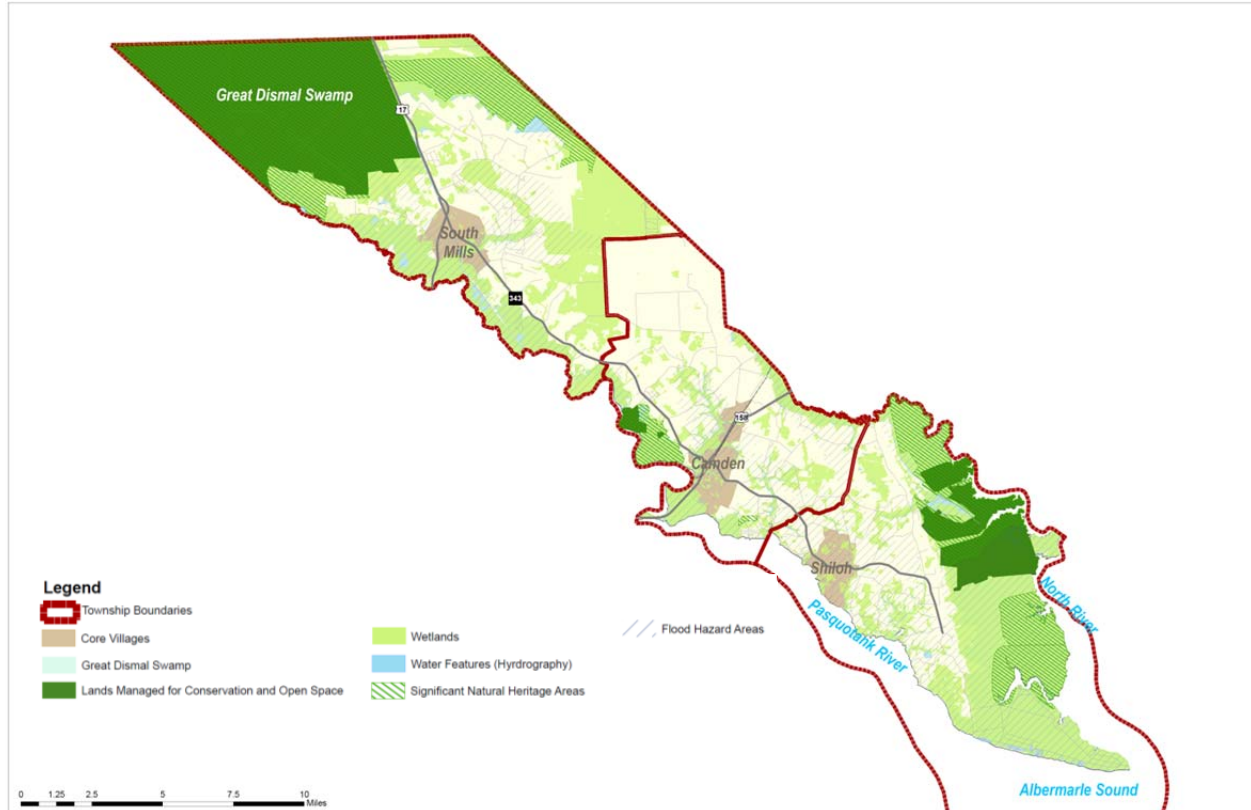 Great Dismal Swamp
17
South
Mills
343
158
Camden
Shiloh
North River
Pasquotank River
Albermarle Sound
Legend
Township Boundaries
Core Villages
Great Dismal Swamp
Lands Managed for Conservation and Open Space
Wetlands
Water Features (Hyrdrography)
Significant Natural Heritage Areas
Flood Hazard Areas
0 1.25 2.5 5 7.5 10
Miles